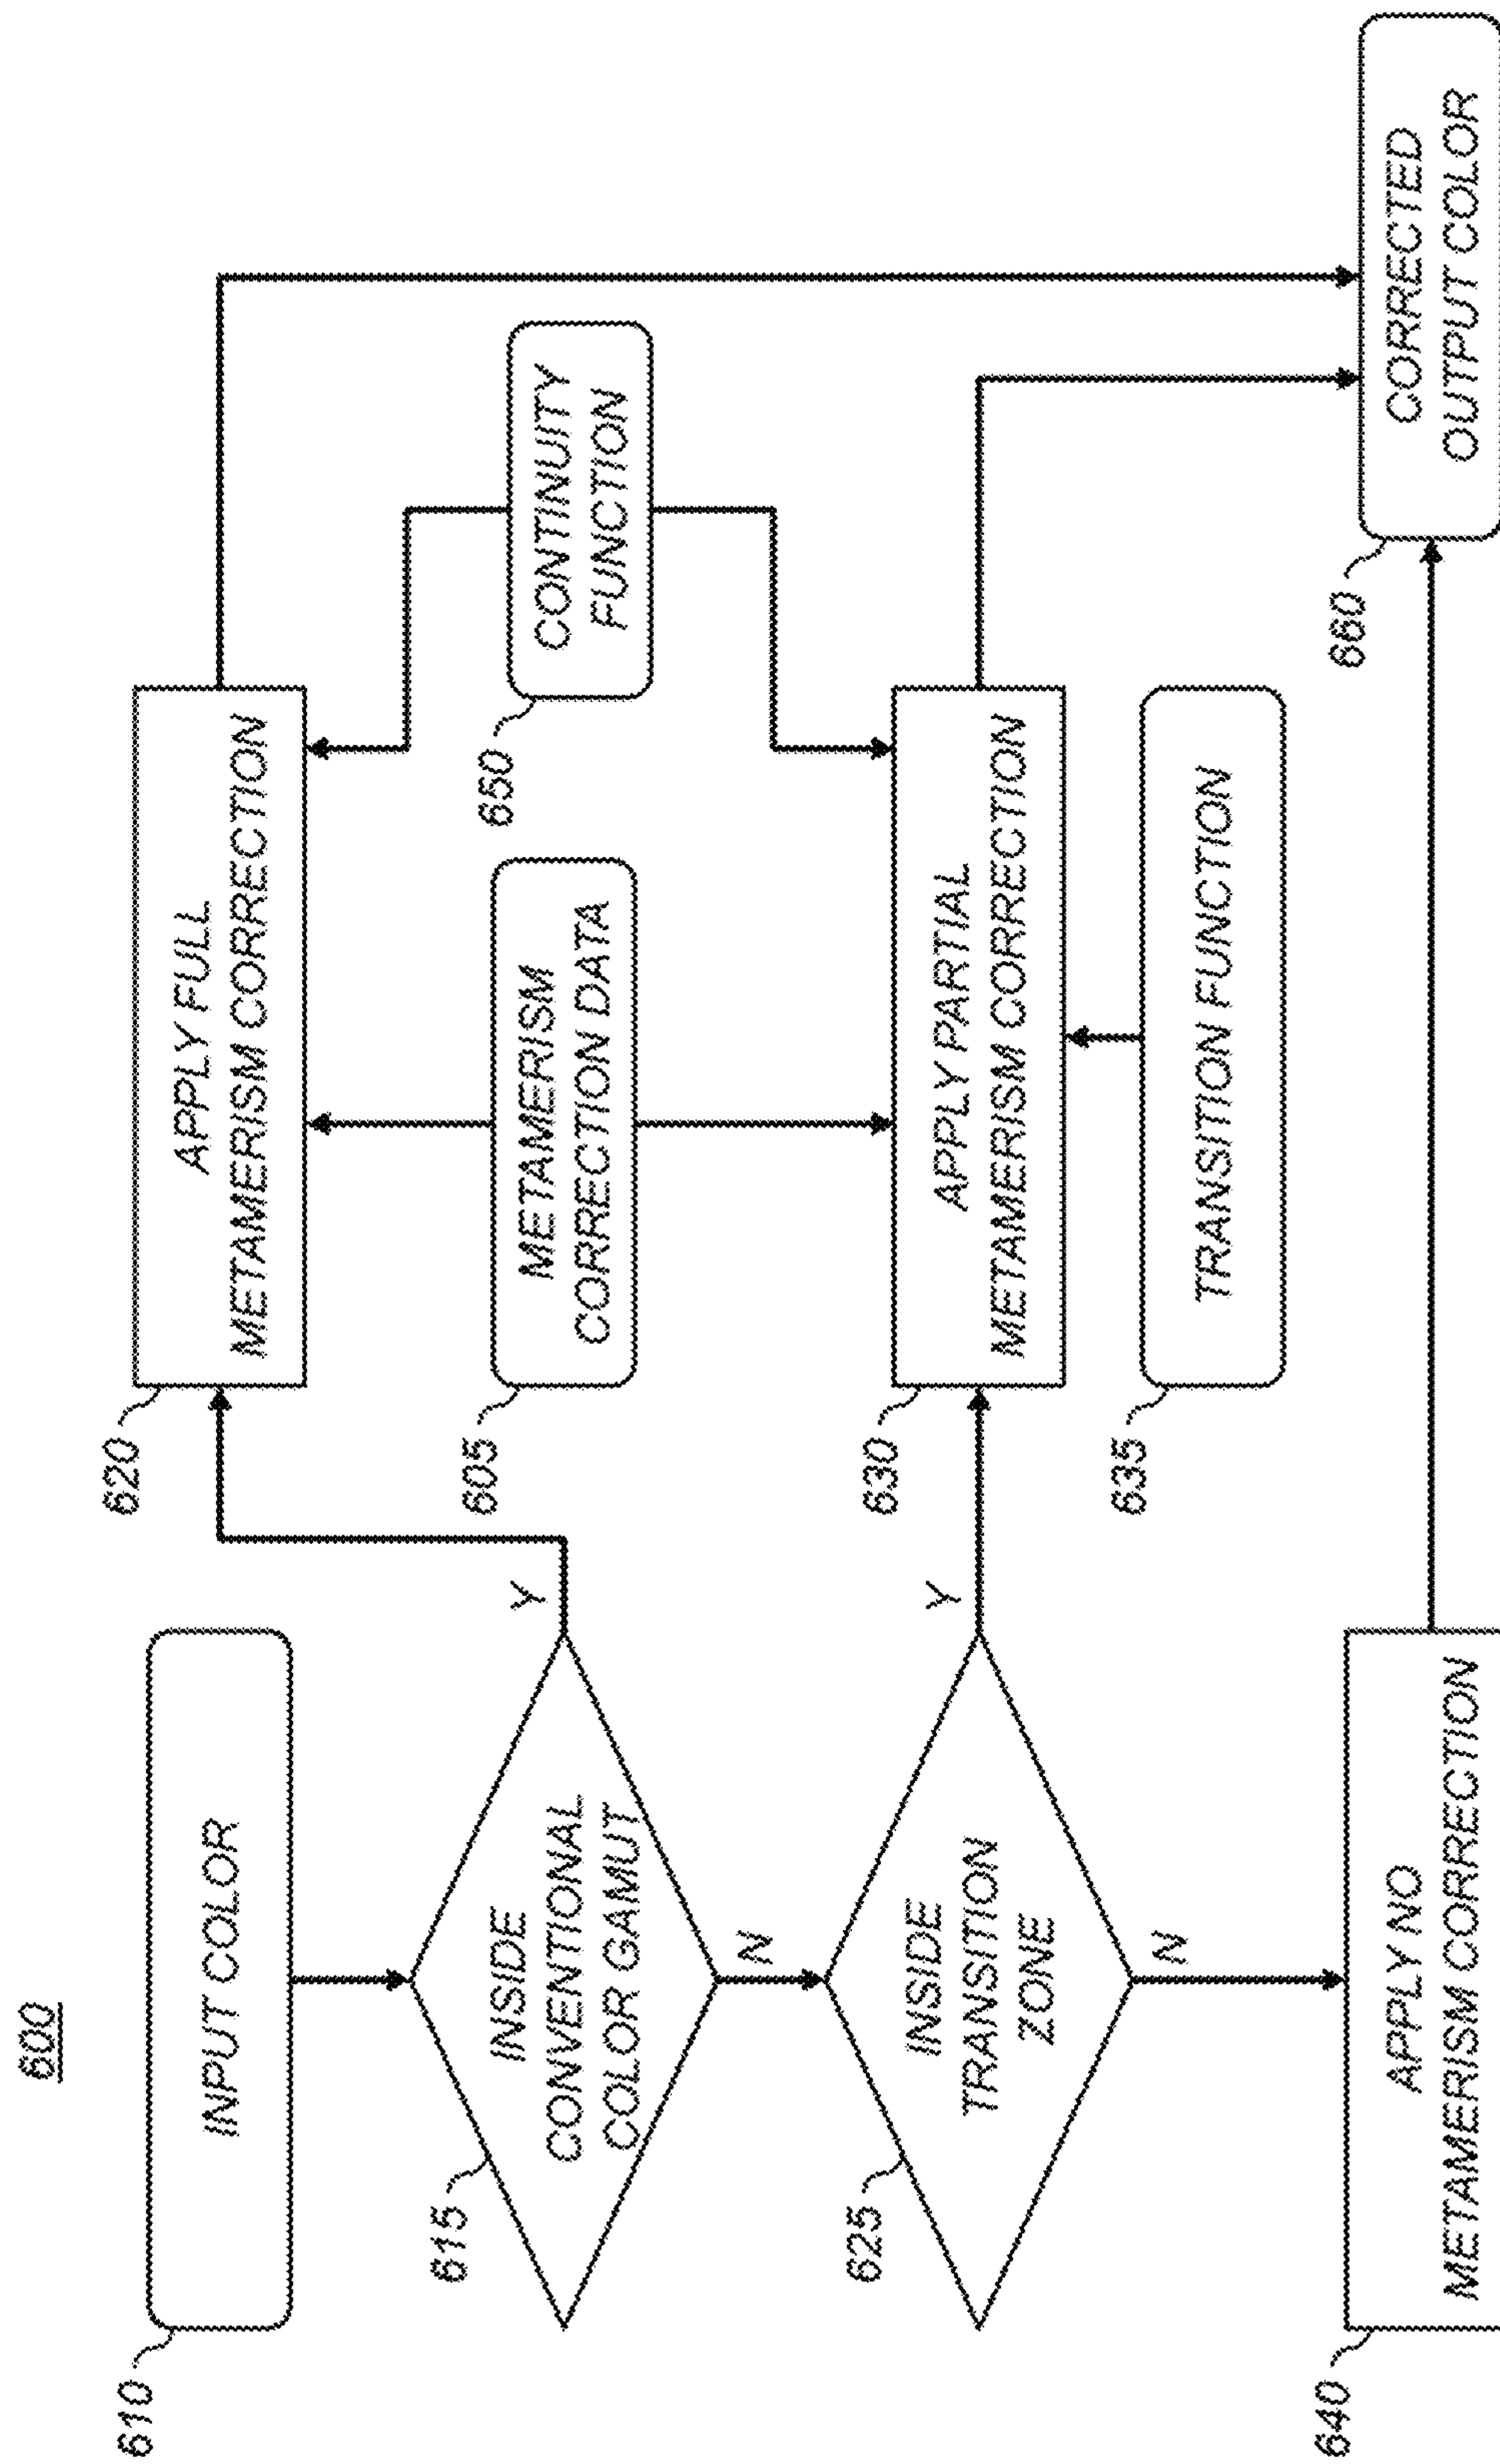 600
610
INPUT COLOR
615
INSIDE
CONVENTIONAL
COLOR GAMUT
Y
N
620
APPLY FULL
METAMERISM CORRECTION
605
METAMERISM
CORRECTION DATA
650
CONTINUITY
FUNCTION
625
INSIDE
TRANSITION
ZONE
Y
N
630
APPLY PARTIAL
METAMERISM CORRECTION
635
TRANSITION FUNCTION
640
APPLY NO
METAMERISM CORRECTION
660
CORRECTED
OUTPUT COLOR